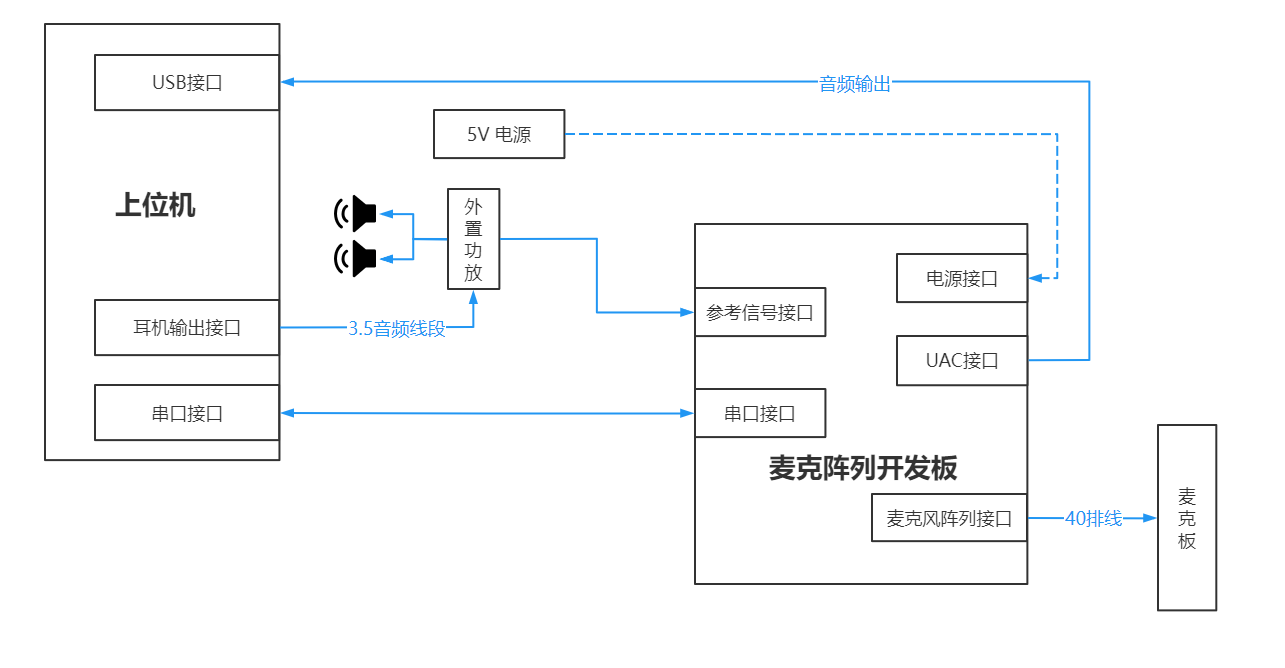 USB接口
音频输出
5V 电源
上位机
外置功放
电源接口
参考信号接口
耳机输出接口
3.5音频线段
UAC接口
串口接口
串口接口
麦克阵列开发板
麦克风阵列接口
40排线
麦克板